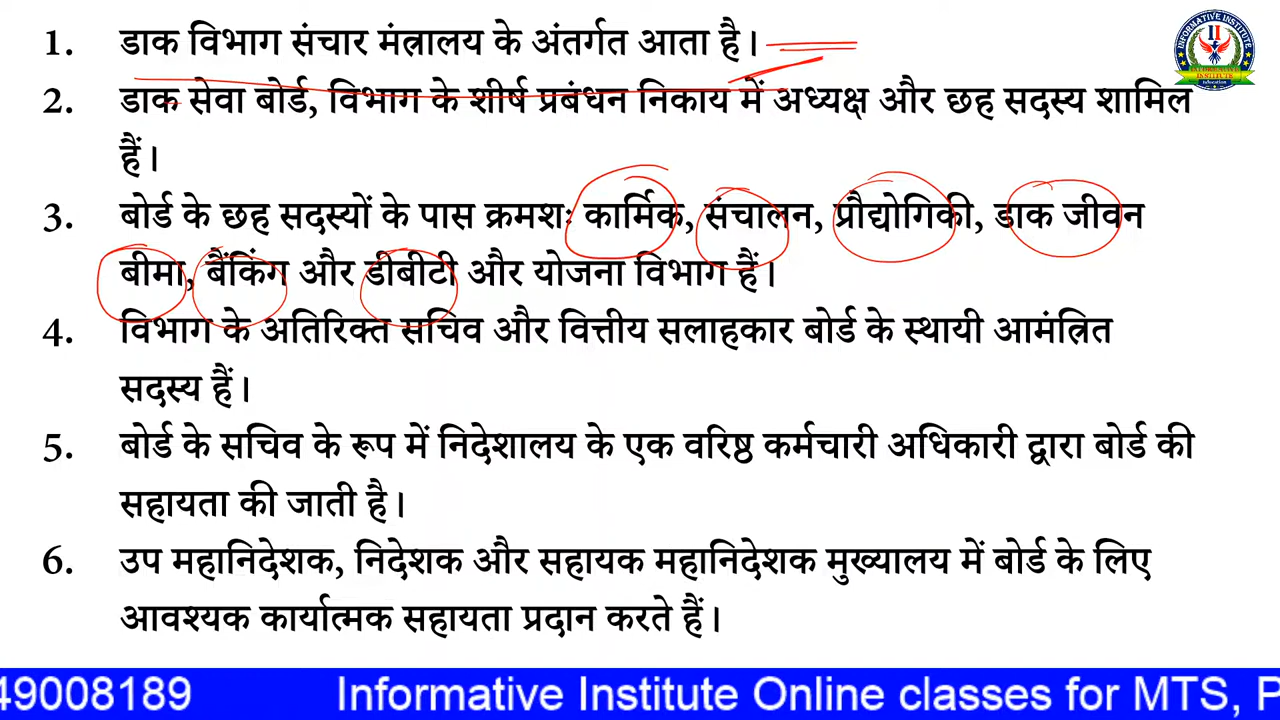 1. डाक विभाग संचार मंत्रालय के अंतर्गत आता है।
2. डाक सेवा बोर्ड, विभाग के शीर्ष प्रबंधन निकाय में अध्यक्ष और छह सदस्य शामिल
हैं।
3. बोर्ड के छह सदस्यों के पास क्रमशः कार्मिक, संचालन, प्रौद्योगिकी, डाक जीवन
बीमा, बैंकिंग और डीबीटी और योजना विभाग हैं।
4. विभाग के अतिरिक्त सचिव और वित्तीय सलाहकार बोर्ड के स्थायी आमंत्रित
सदस्य हैं।
5. बोर्ड के सचिव के रूप में निदेशालय के एक वरिष्ठ कर्मचारी अधिकारी द्वारा बोर्ड की
सहायता की जाती है।
6. उप महानिदेशक, निदेशक और सहायक महानिदेशक मुख्यालय में बोर्ड के लिए
आवश्यक कार्यात्मक सहायता प्रदान करते हैं।
INFORMATIVE INSTITUTE
II
INSTITUTE
education
49008189 Informative Institute Online classes for MTS, P